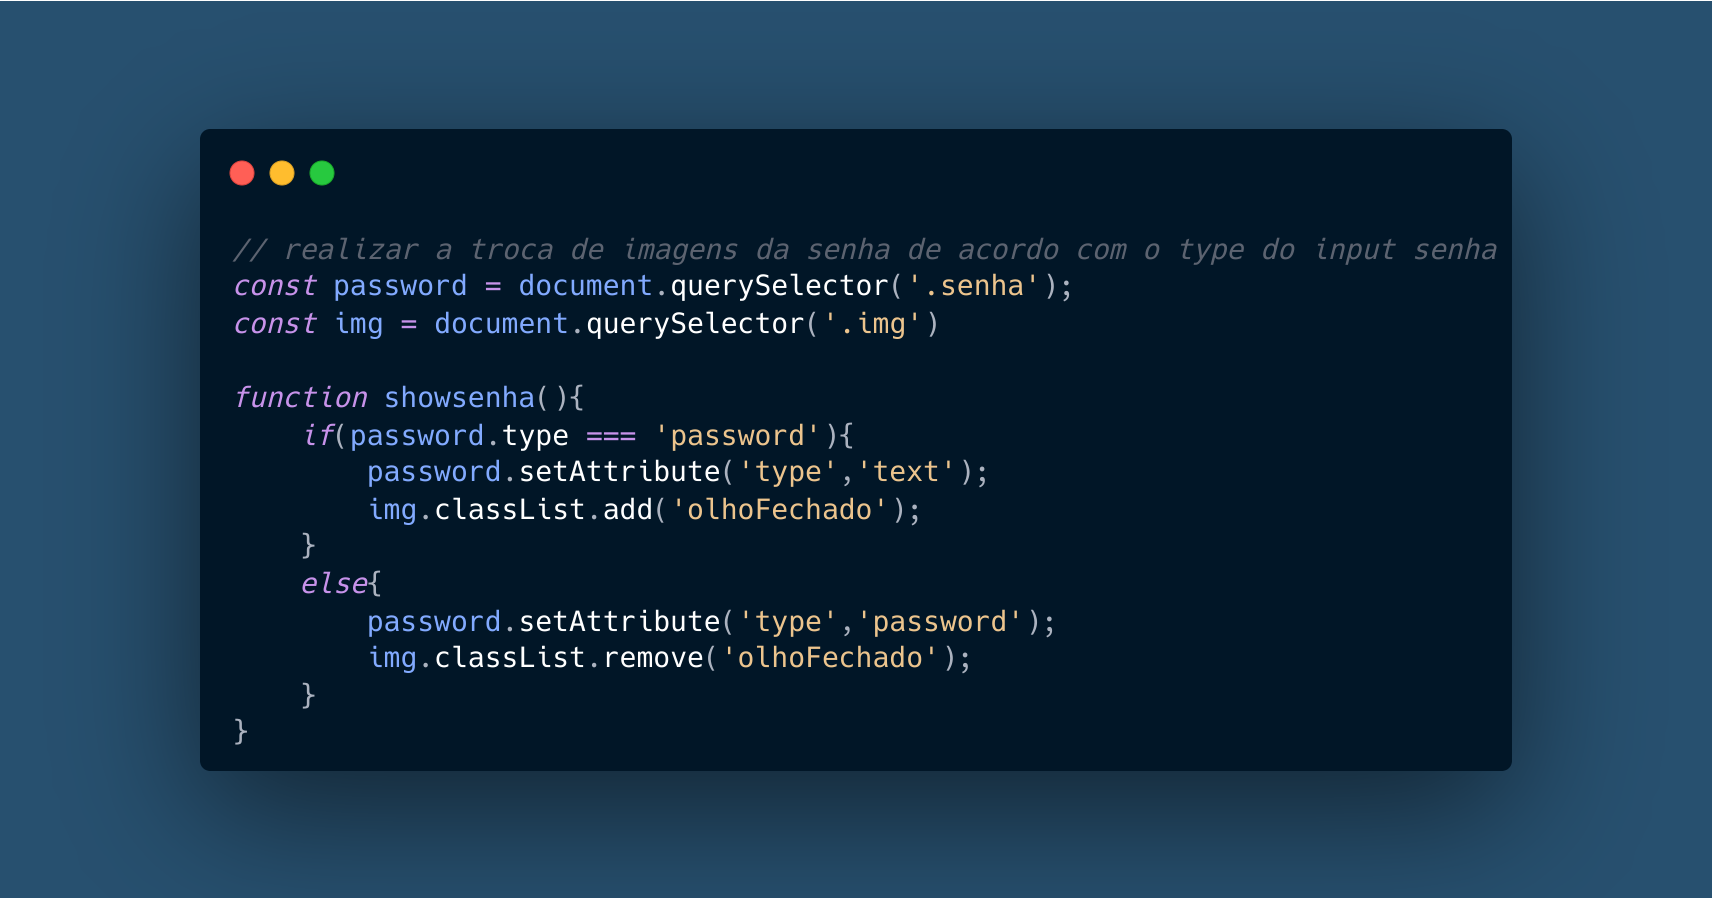 // realizar a troca de imagens da senha de acordo com o type do input senha
const password = document.querySelector('.senha');
const img = document.querySelector('.img')

function showsenha(){
    if(password.type === 'password'){
        password.setAttribute('type','text');
        img.classList.add('olhoFechado');
    }
    else{
        password.setAttribute('type','password');
        img.classList.remove('olhoFechado');
    }
}